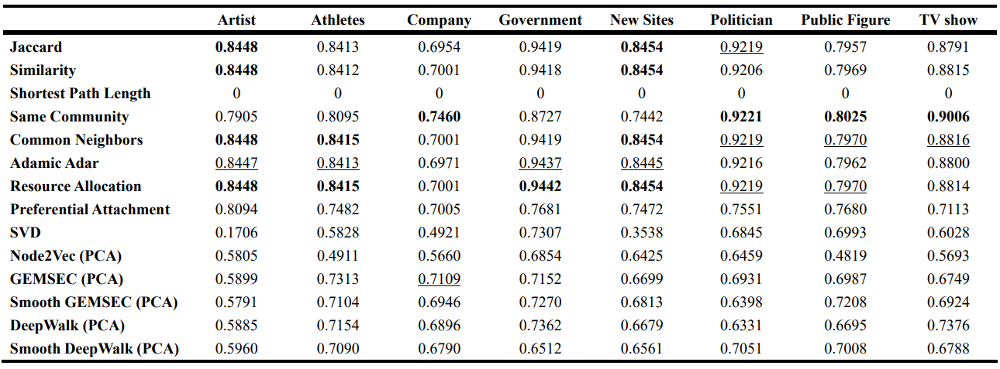 Artist Athletes Company Government New Sites Politician Public Figure TV show
Jaccard 0.8448 0.8413 0.6954 0.9419 0.8454 0.9219 0.7957 0.8791
Similarity 0.8448 0.8412 0.7001 0.9418 0.8454 0.9206 0.7969 0.8815
Shortest Path Length 0 0 0 0 0 0 0 0
Same Community 0.7905 0.8095 0.7460 0.8727 0.7442 0.9221 0.8025 0.9006
Common Neighbors 0.8448 0.8415 0.7001 0.9419 0.8454 0.9219 0.7970 0.8816
Adamic Adar 0.8447 0.8413 0.6971 0.9437 0.8445 0.9216 0.7962 0.8800
Resource Allocation 0.8448 0.8415 0.7001 0.9442 0.8454 0.9219 0.7970 0.8814
Preferential Attachment 0.8094 0.7482 0.7005 0.7681 0.7472 0.7551 0.7680 0.7113
SVD 0.1706 0.5828 0.4921 0.7307 0.3538 0.6845 0.6993 0.6028
Node2Vec (PCA) 0.5805 0.4911 0.5660 0.6854 0.6425 0.6459 0.4819 0.5693
GEMSEC (PCA) 0.5899 0.7313 0.7109 0.7152 0.6699 0.6931 0.6987 0.6749
Smooth GEMSEC (PCA) 0.5791 0.7104 0.6946 0.7270 0.6813 0.6398 0.7208 0.6924
DeepWalk (PCA) 0.5885 0.7154 0.6896 0.7362 0.6679 0.6331 0.6695 0.7376
Smooth DeepWalk (PCA) 0.5960 0.7090 0.6790 0.6512 0.6561 0.7051 0.7008 0.6788